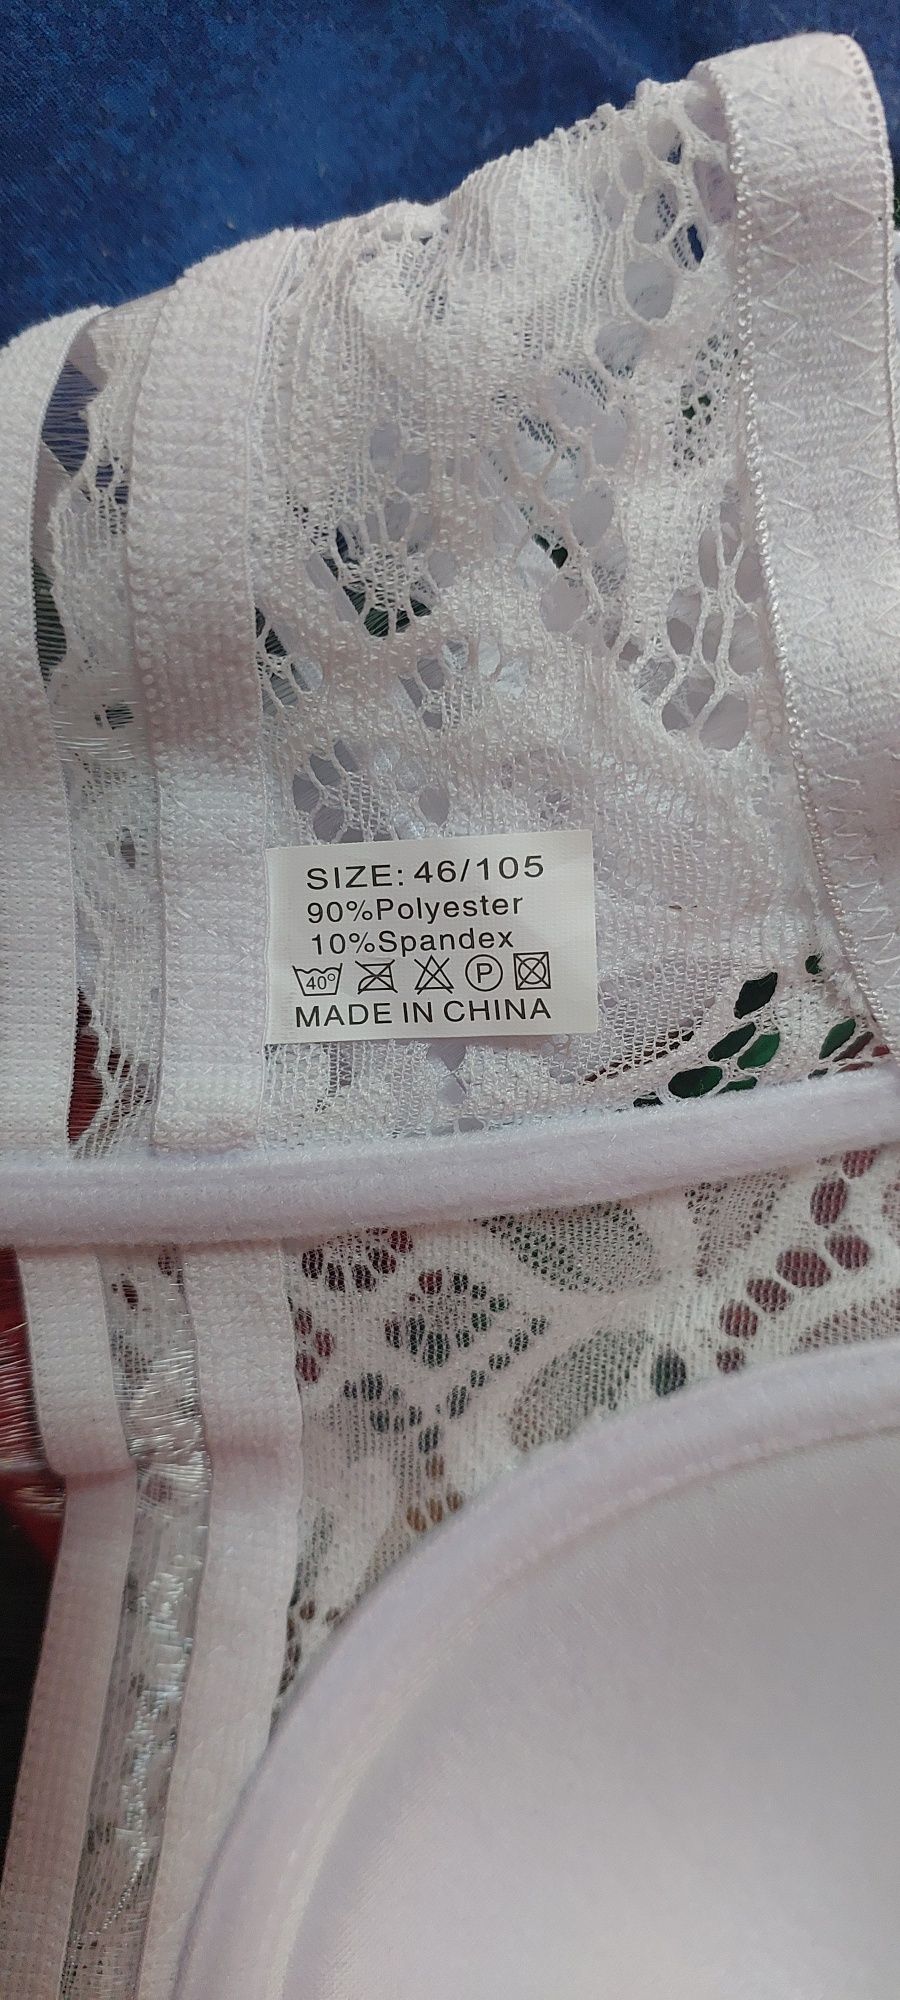 SIZE: 46/105
90%Polyester
10%Spandex
40° P
MADE IN CHINA